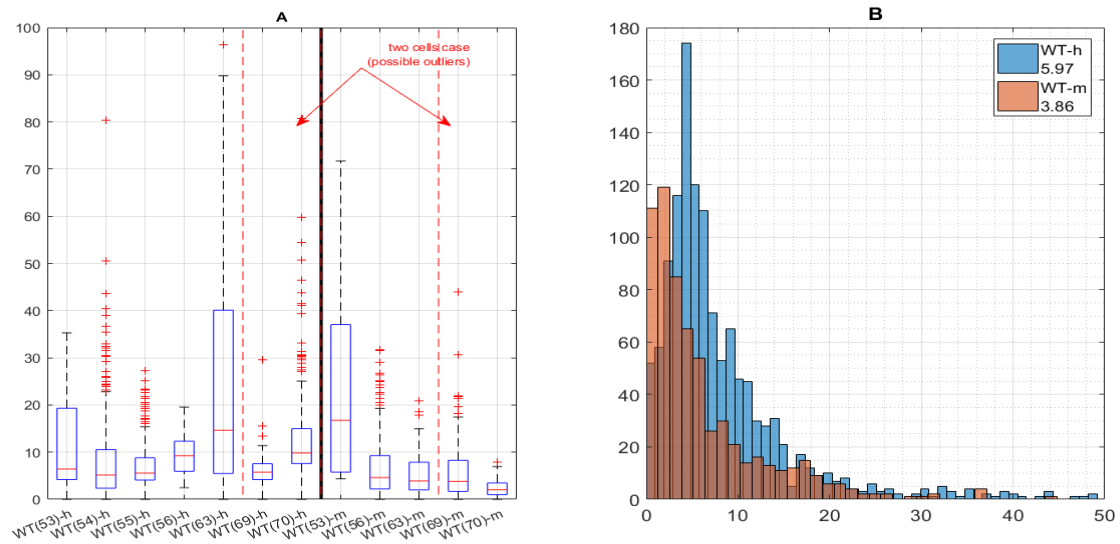 A
100
90
80
70
60
50
40
30
20
10
0
two cells case
(possible outliers)
WT(53)-h
WT(54)-h
WT(55)-h
WT(56)-h
WT(63)-h
WT(69)-h
WT(70)-h
WT(53)-m
WT(56)-m
WT(63)-m
WT(69)-m
WT(70)-m
B
180
160
140
120
100
80
60
40
20
0
WT-h
5.97
WT-m
3.86
0
10
20
30
40
50